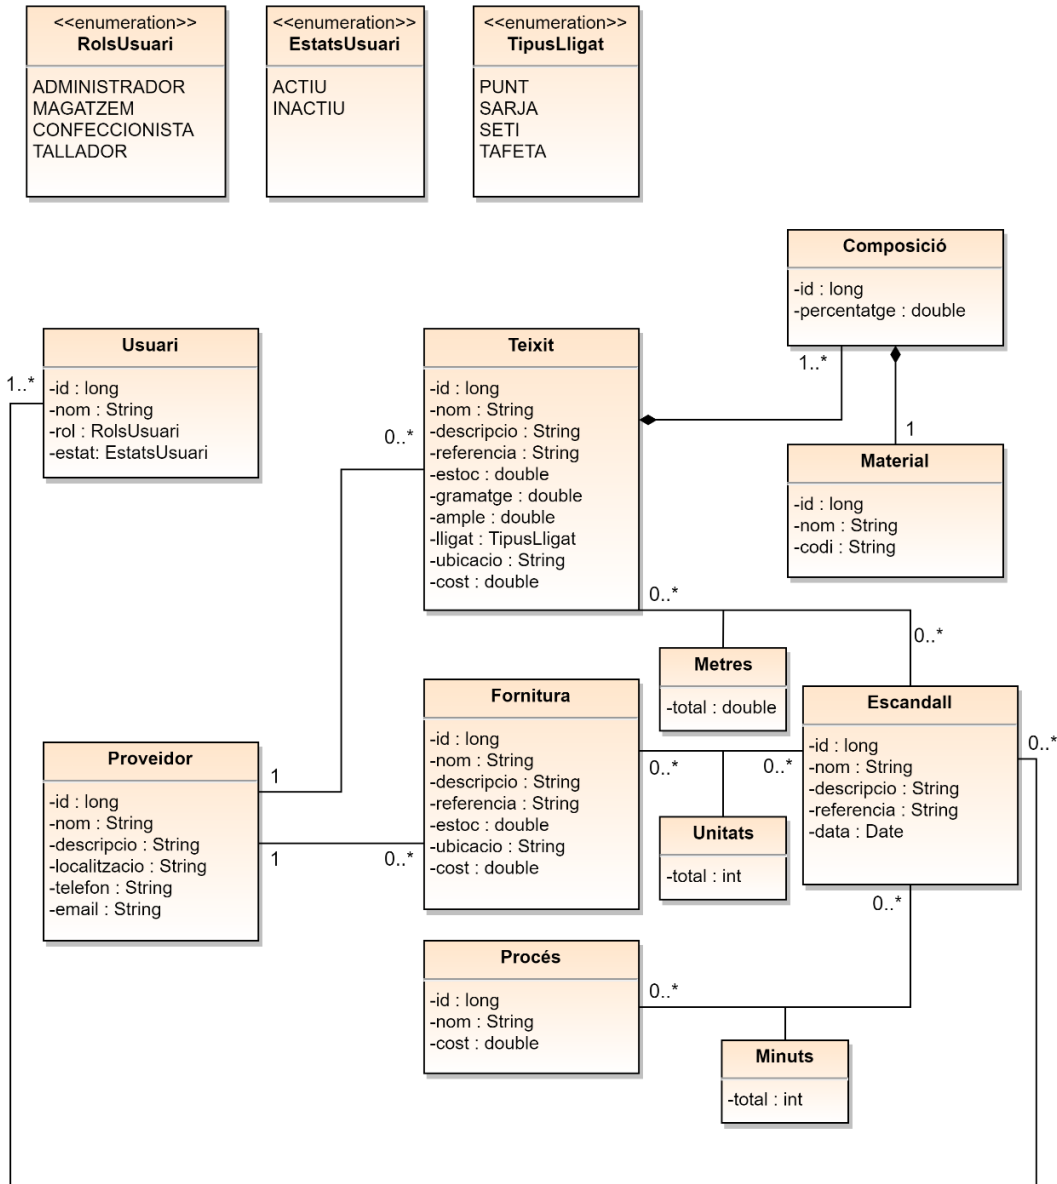 <<enumeration>>
RolsUsuari
ADMINISTRADOR
MAGATZEM
CONFECCIONISTA
TALLADOR
<<enumeration>>
EstatsUsuari
ACTIU
INACTIU
<<enumeration>>
TipusLligat
PUNT
SARJA
SETI
TAFETA
Composició
-id : long
-percentatge : double
1..*
1
Usuari
-id : long
-nom : String
-rol : RolsUsuari
-estat: EstatsUsuari
1..*
Teixit
-id : long
-nom : String
-descripcio : String
-referencia : String
-estoc : double
-gramatge : double
-ample : double
-lligat : TipusLligat
-ubicacio : String
-cost : double
0..*
0..*
0..*
Material
-id : long
-nom : String
-codi : String
Metres
-total : double
Fornitura
-id : long
-nom : String
-descripcio : String
-referencia : String
-estoc : double
-ubicacio : String
-cost : double
0..*
0..*
0..*
Escandall
-id : long
-nom : String
-descripcio : String
-referencia : String
-data : Date
0..*
0..*
Proveidor
-id : long
-nom : String
-descripcio : String
-localització : String
-telefon : String
-email : String
1
1
Unitats
-total : int
Procés
-id : long
-nom : String
-cost : double
0..*
Minuts
-total : int